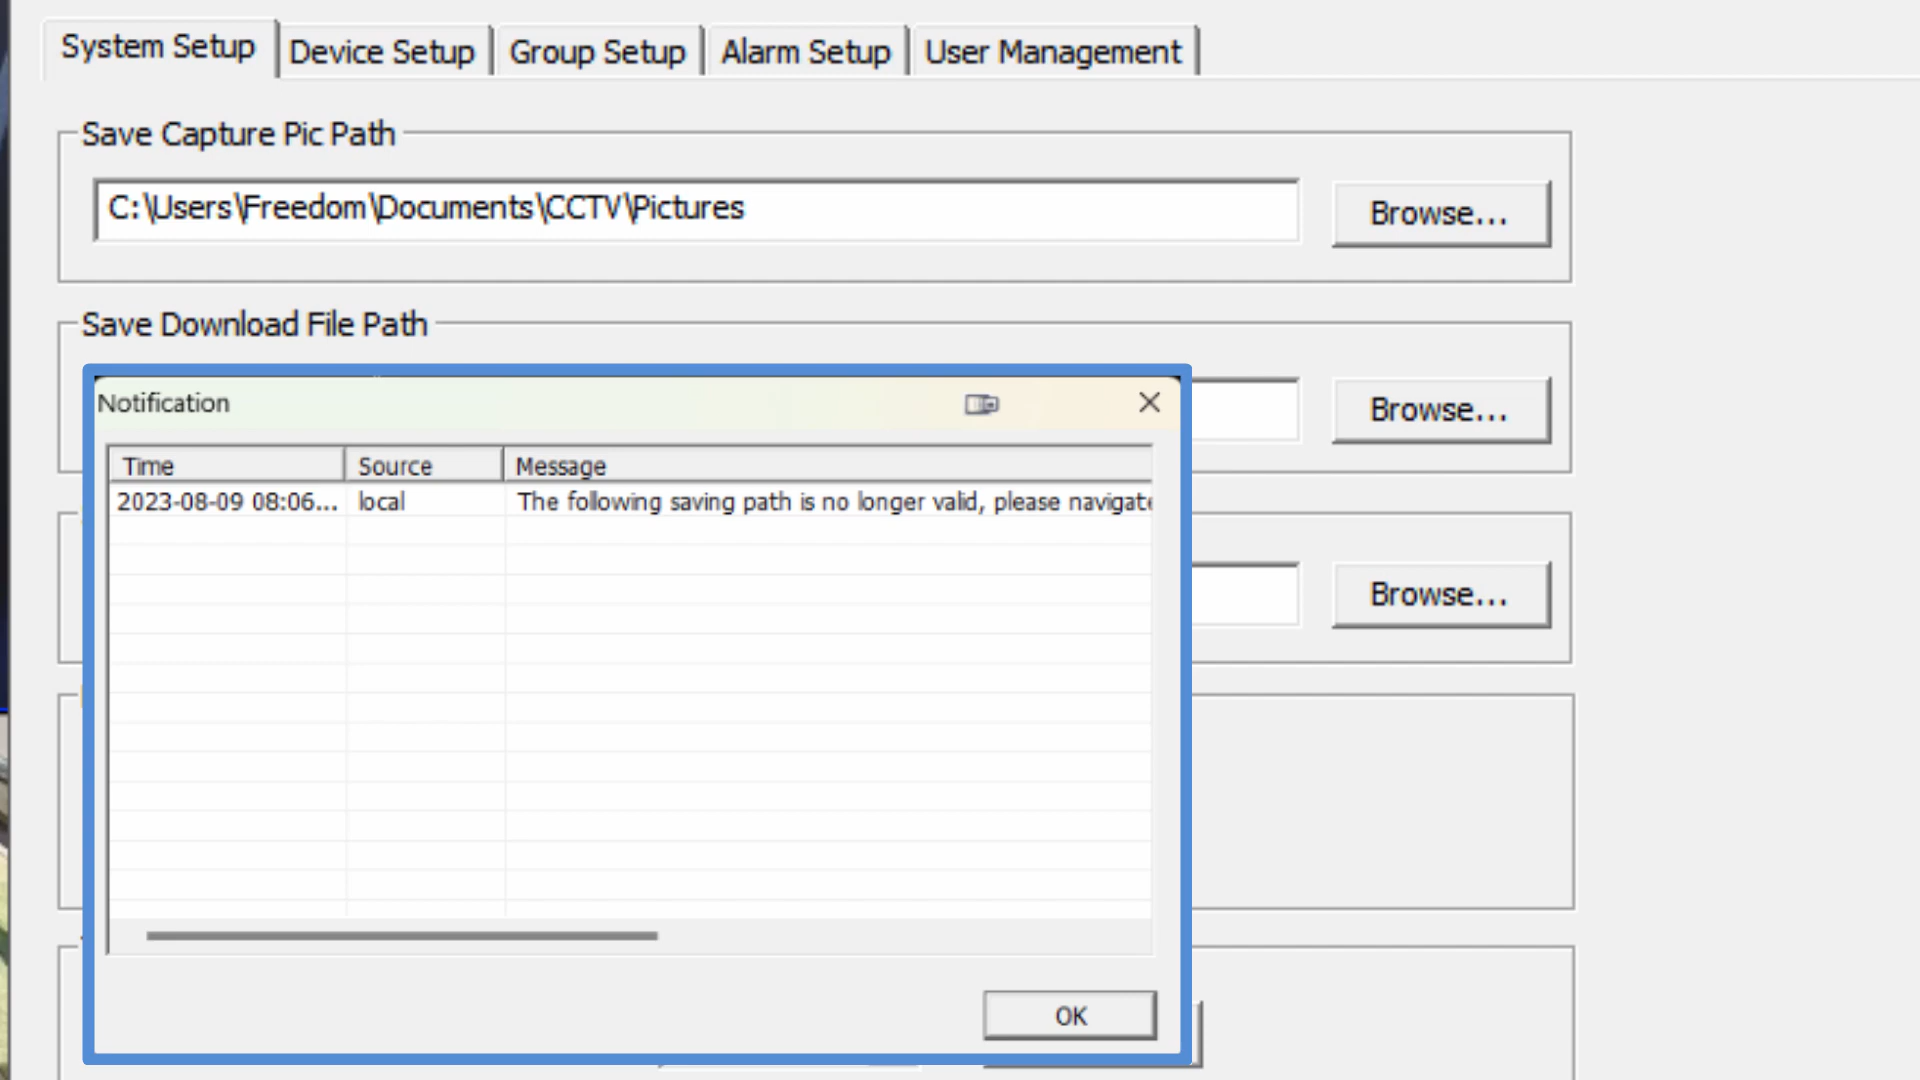 System Setup Device Setup Group Setup Alarm Setup User Management
Save Capture Pic Path
C:\Users\Freedom\Documents\CCTV\Pictures Browse...
Save Download File Path
Browse...
Notification
Time Source Message
2023-08-09 08:06... local The following saving path is no longer valid, please navigate
Browse...
OK